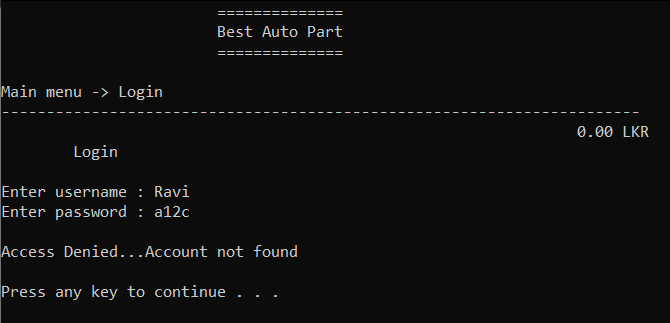 ==============
Best Auto Part
==============
Main menu -> Login
-----------------------------------------------------------------------
0.00 LKR
Login
Enter username : Ravi
Enter password : a12c
Access Denied...Account not found
Press any key to continue . . .